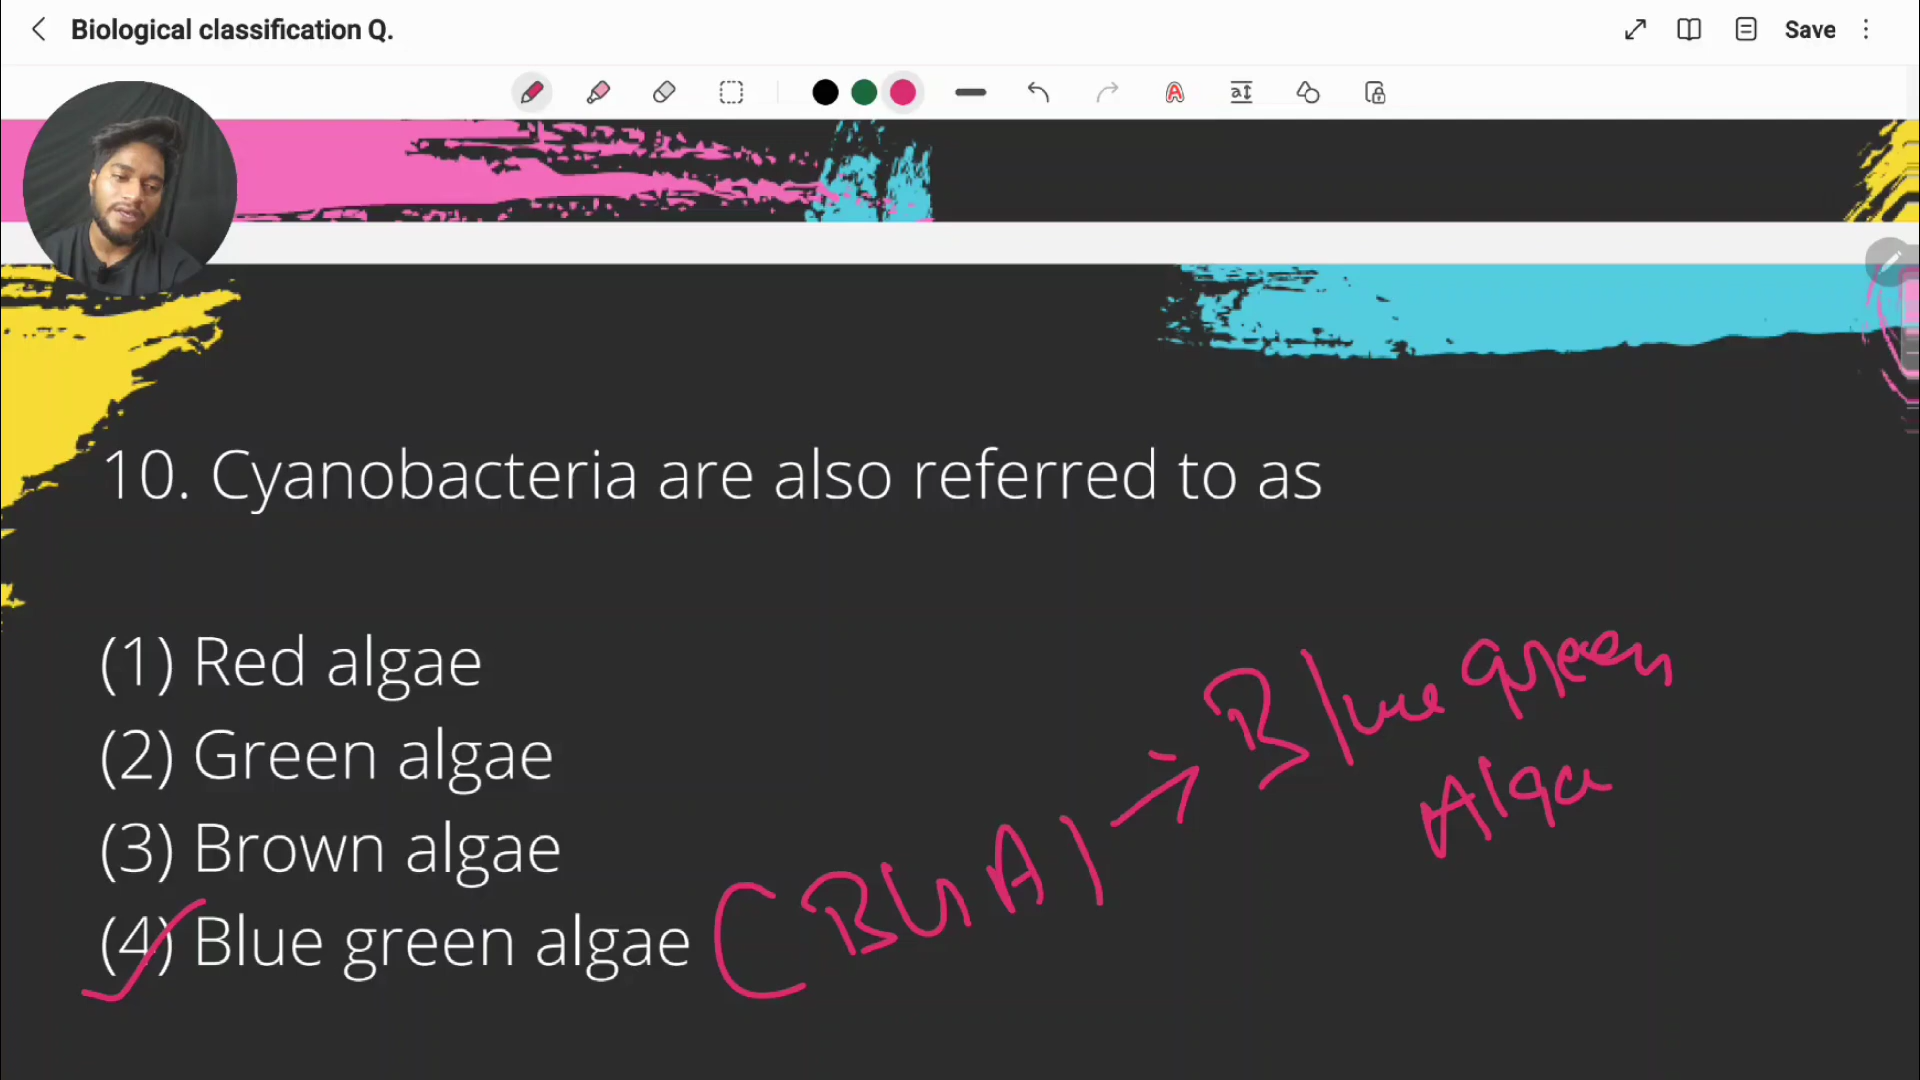 Biological classification Q.
Save
10. Cyanobacteria are also referred to as
(1) Red algae
(2) Green algae
(3) Brown algae
(4) Blue green algae
(BGA) → Blue green
Alga